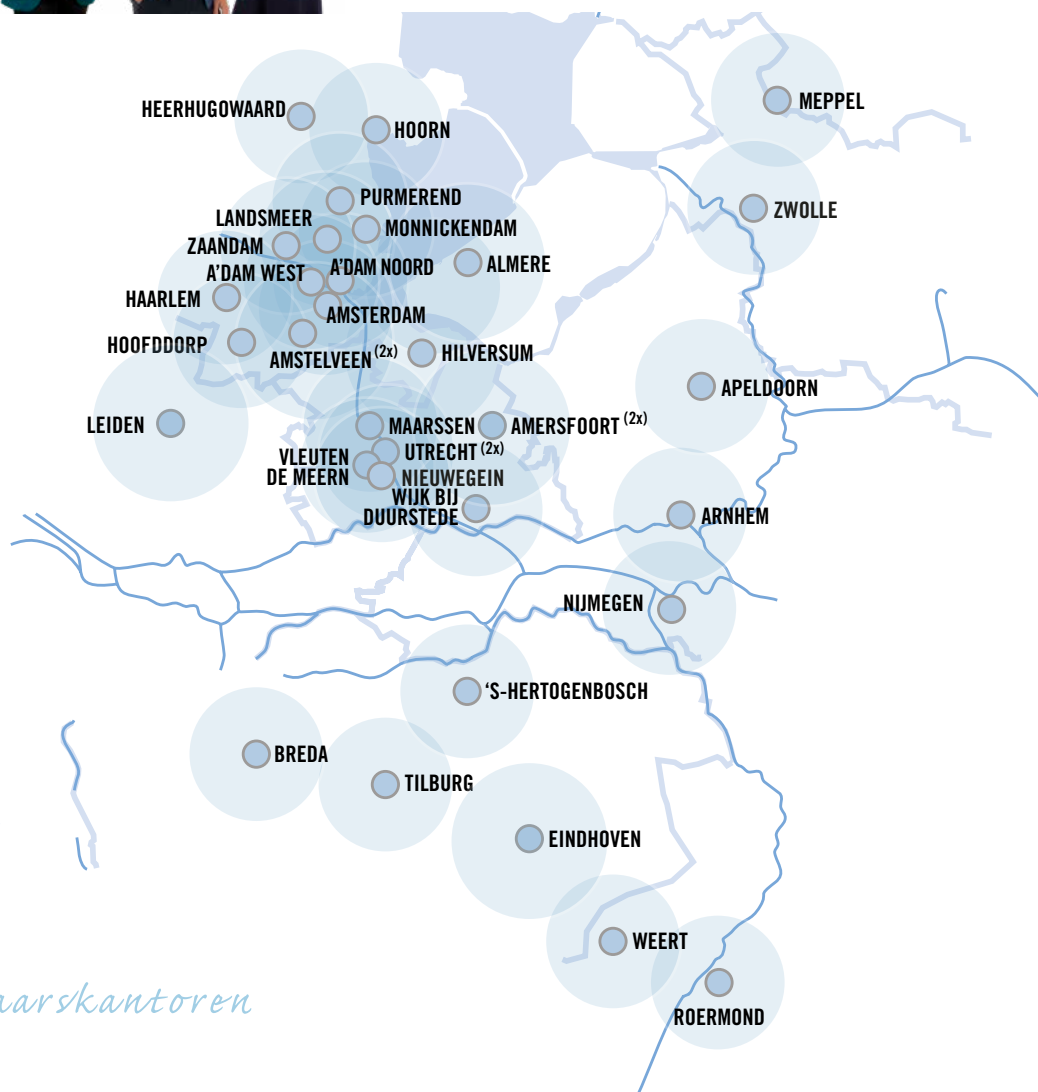 MEPPEL
HEERHUGOWAARD
HOORN
PURMEREND
ZWOLLE
LANDSMEER
MONNICKENDAM
ZAANDAM
A'DAM WEST
A'DAM NOORD
ALMERE
HAARLEM
AMSTERDAM
HOOFDDORP
AMSTELVEEN (2x)
HILVERSUM
APELDOORN
LEIDEN
MAARSSEN
AMERSFOORT (2x)
UTRECHT (2x)
VLEUTEN
DE MEERN
NIEUWEGEIN
WIJK BIJ
DUURSTEDE
ARNHEM
NIJMEGEN
‘S-HERTOGENBOSCH
BREDA
TILBURG
EINDHOVEN
WEERT
aarskantoren
ROERMOND